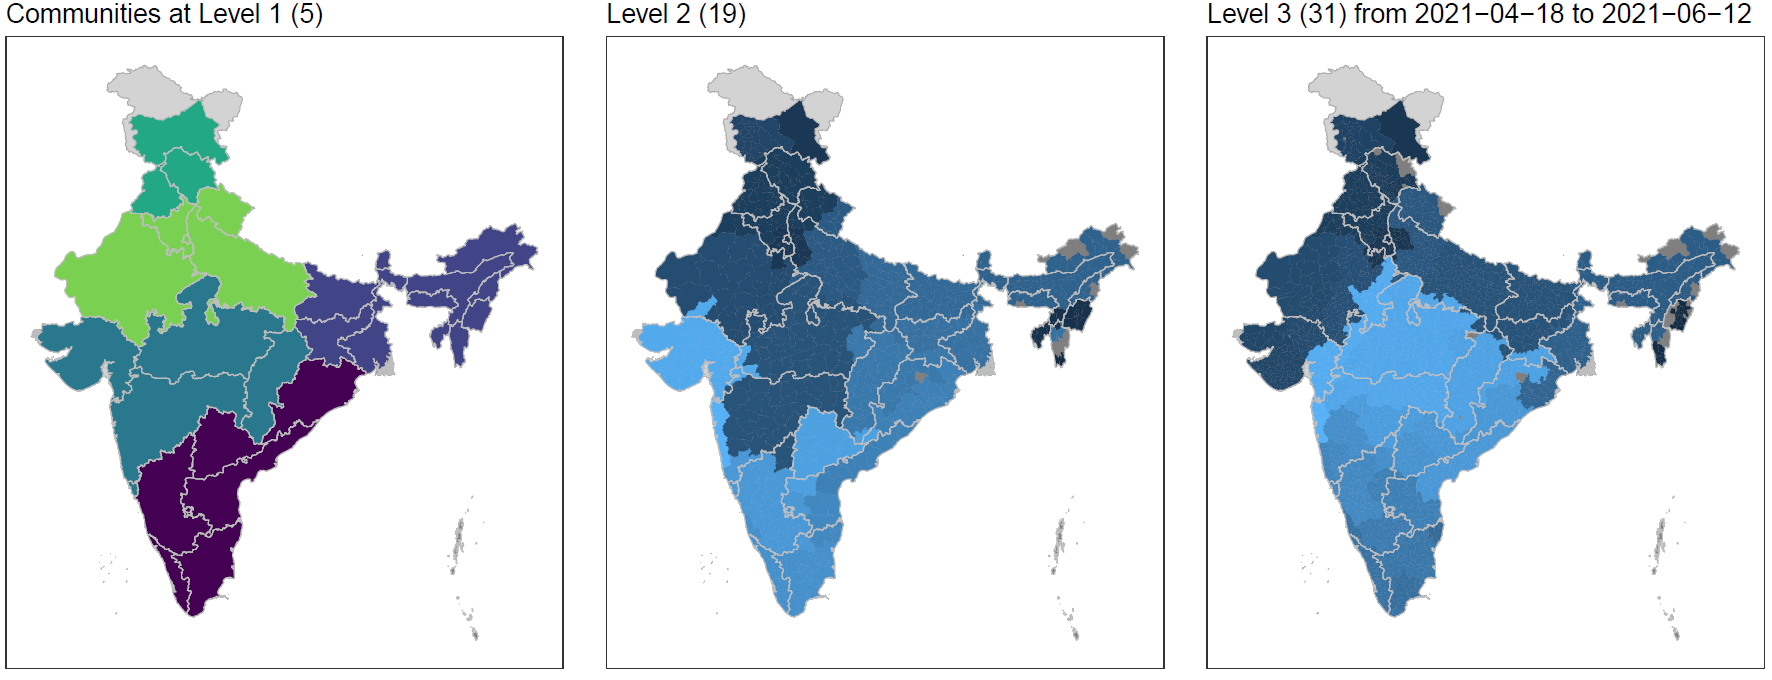 Communities at Level 1 (5)
Level 2 (19)
Level 3 (31) from 2021−04−18 to 2021−06−12